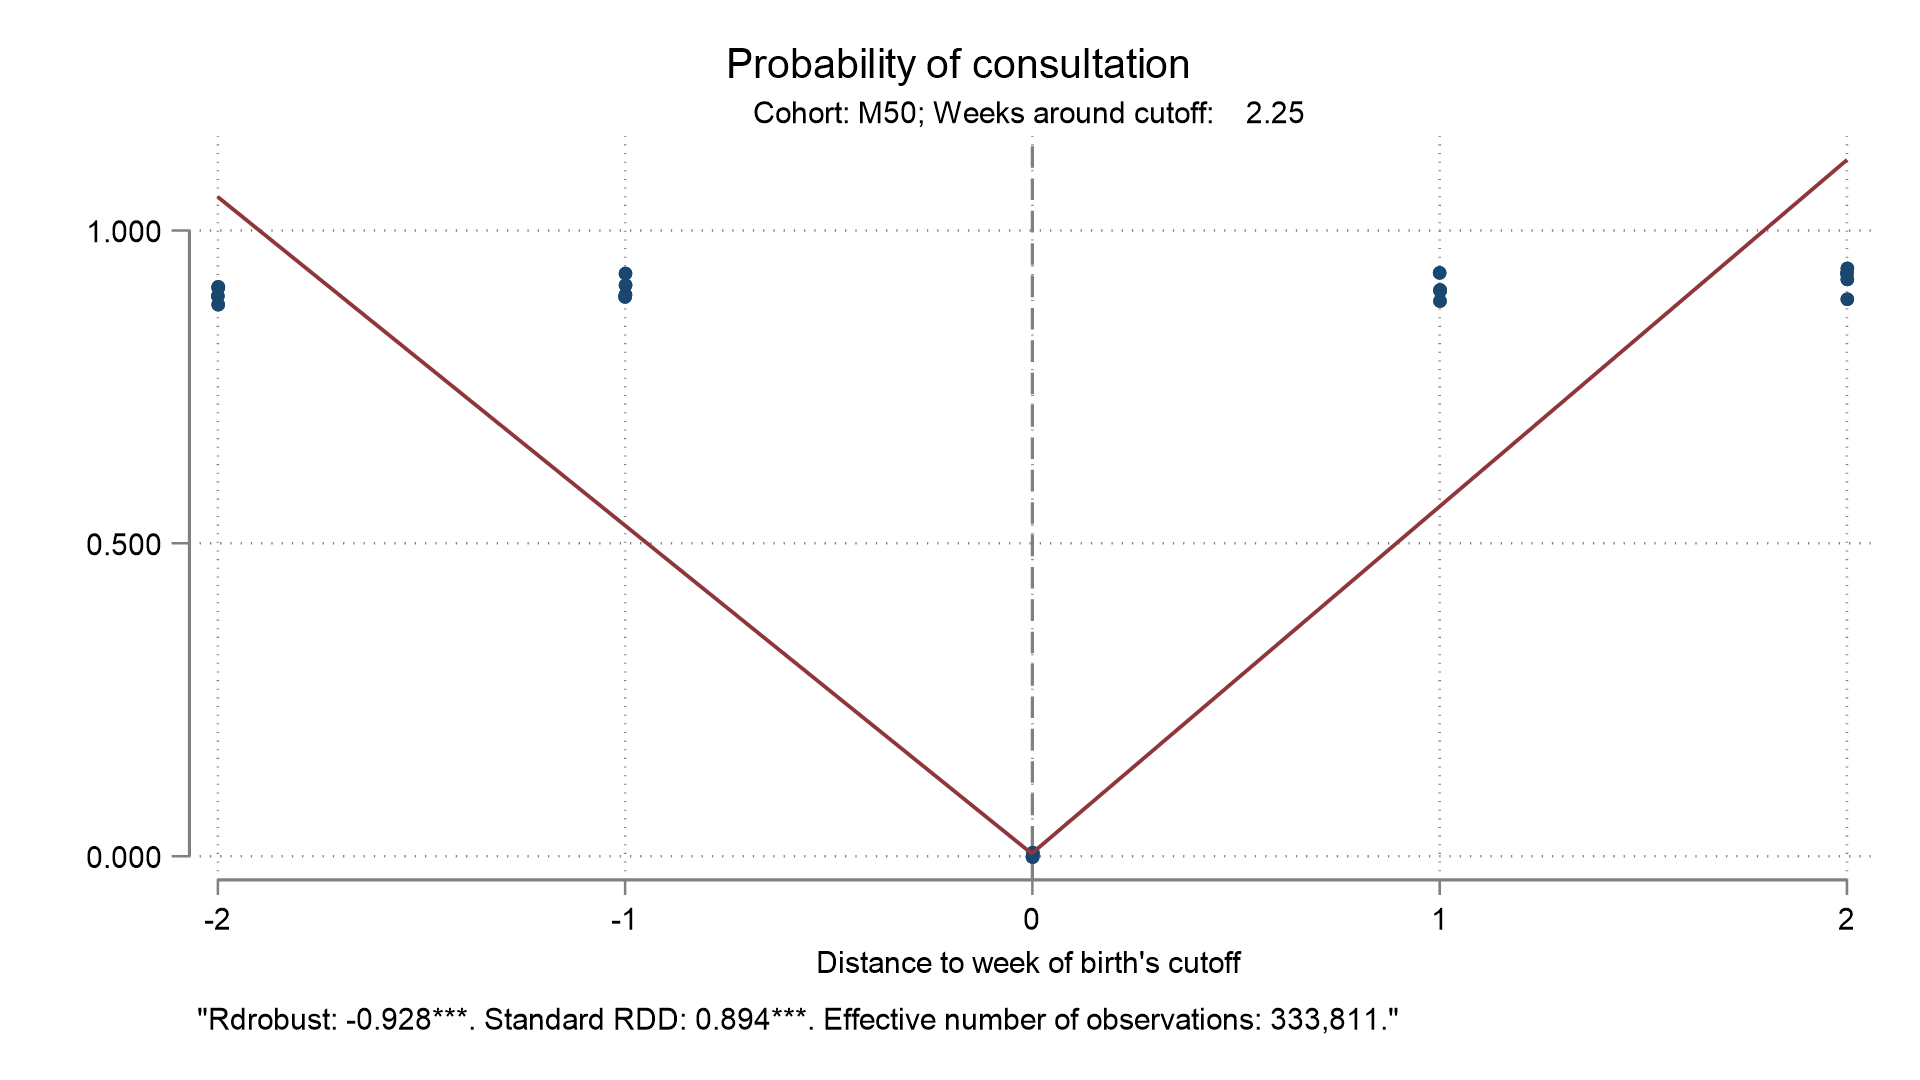 Probability of consultation
Cohort: M50; Weeks around cutoff: 2.25
1.000
0.500
0.000
-2 -1 0 1 2
Distance to week of birth's cutoff
"Rdrobust: -0.928***. Standard RDD: 0.894***. Effective number of observations: 333,811."